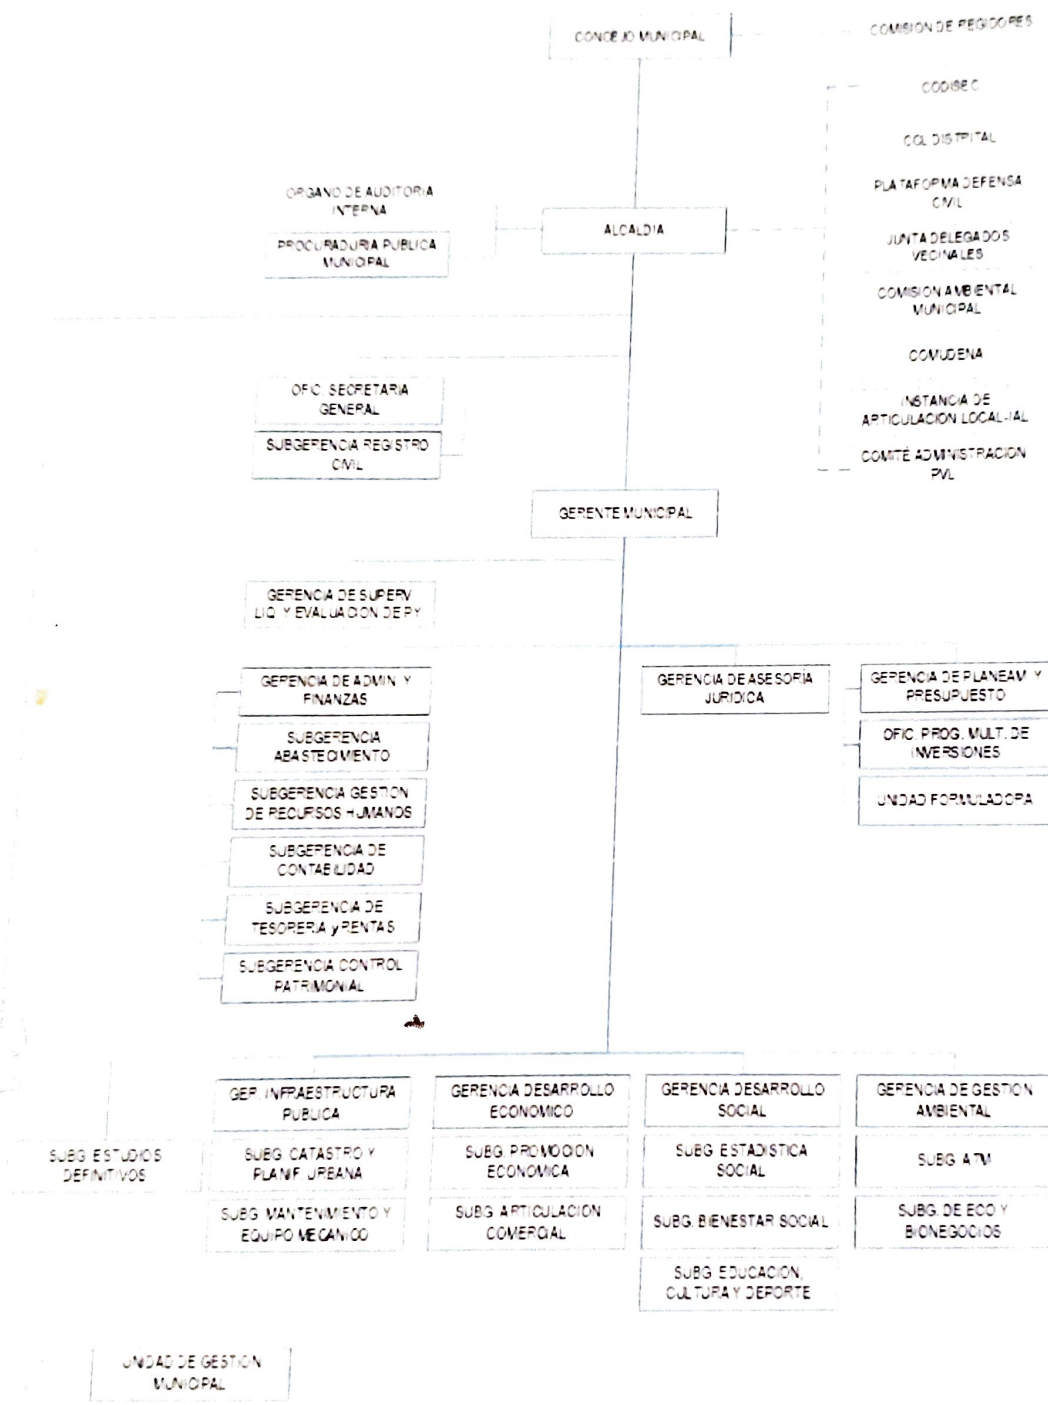 CONCEJO MUNICIPAL
COMISION DE REGIDORES
CODISEC
CCL DISTRITAL
PLATAFORMA DEFENSA
CIVIL
JUNTA DELEGADOS
VECINALES
COMISION AMBIENTAL
MUNICIPAL
COMUDENA
INSTANCIA DE
ARTICULACION LOCAL-IAL
COMITÉ ADMINISTRACION
PVL
ORGANO DE AUDITORIA
INTERNA
PROCURADURIA PUBLICA
MUNICIPAL
ALCALDIA
OFIC. SECRETARIA
GENERAL
SUBGERENCIA REGISTRO
CIVIL
GERENTE MUNICIPAL
GERENCIA DE SUPERV
LIQ. Y EVALUACION DE PY
GERENCIA DE ADMIN. Y
FINANZAS
SUBGERENCIA
ABASTECIMIENTO
SUBGERENCIA GESTION
DE RECURSOS HUMANOS
SUBGERENCIA DE
CONTABILIDAD
SUBGERENCIA DE
TESORERIA y RENTAS
SUBGERENCIA CONTROL
PATRIMONIAL
GERENCIA DE ASESORÍA
JURIDICA
GERENCIA DE PLANEAM. Y
PRESUPUESTO
OFIC. PROG. MULT. DE
INVERSIONES
UNIDAD FORMULADORA
SUBG. ESTUDIOS
DEFINITIVOS
GER. INFRAESTRUCTURA
PUBLICA
SUBG. CATASTRO Y
PLANIF. URBANA
SUBG. MANTENIMIENTO Y
EQUIPO MECANICO
GERENCIA DESARROLLO
ECONOMICO
SUBG. PROMOCION
ECONOMICA
SUBG. ARTICULACION
COMERCIAL
GERENCIA DESARROLLO
SOCIAL
SUBG. ESTADISTICA
SOCIAL
SUBG. BIENESTAR SOCIAL
SUBG. EDUCACION,
CULTURA Y DEPORTE
GERENCIA DE GESTION
AMBIENTAL
SUBG. ATM
SUBG. DE ECO Y
BIONEGOCIOS
UNIDAD DE GESTION
MUNICIPAL